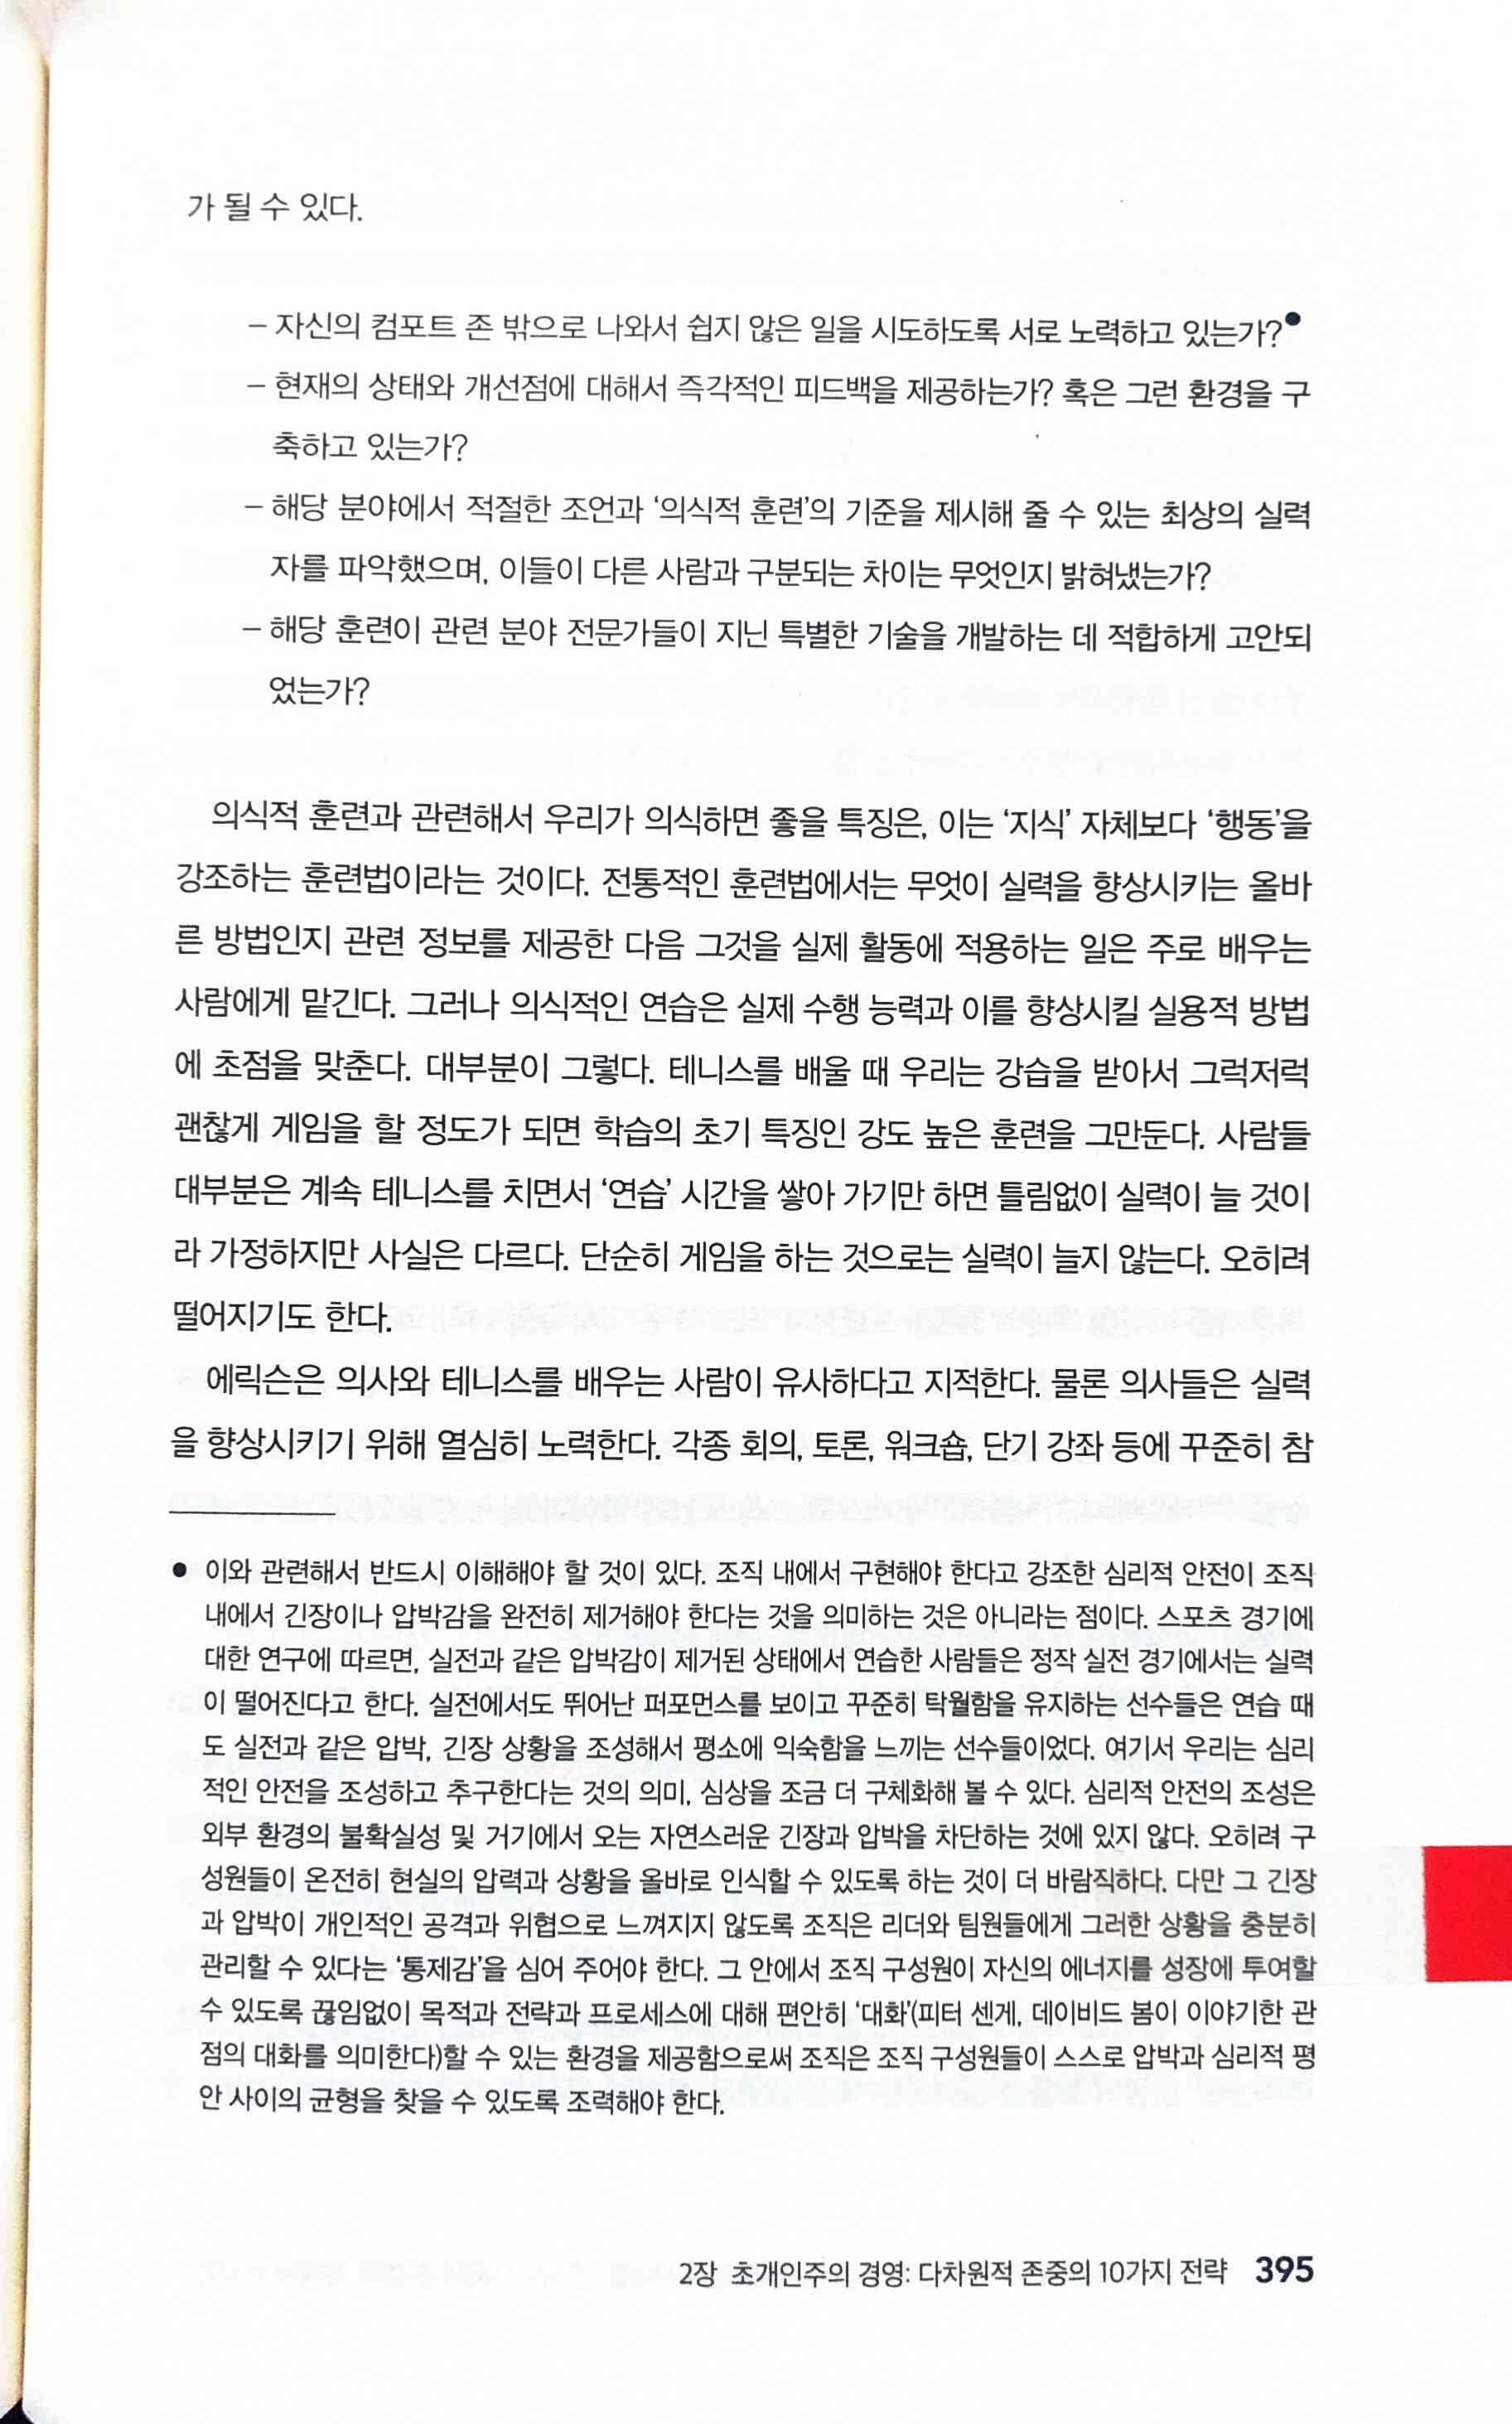 가 될 수 있다.
– 자신의 컴포트 존 밖으로 나와서 쉽지 않은 일을 시도하도록 서로 노력하고 있는가?●
– 현재의 상태와 개선점에 대해서 즉각적인 피드백을 제공하는가? 혹은 그런 환경을 구
축하고 있는가?
– 해당 분야에서 적절한 조언과 ‘의식적 훈련’의 기준을 제시해 줄 수 있는 최상의 실력
자를 파악했으며, 이들이 다른 사람과 구분되는 차이는 무엇인지 밝혀냈는가?
– 해당 훈련이 관련 분야 전문가들이 지닌 특별한 기술을 개발하는 데 적합하게 고안되
었는가?
의식적 훈련과 관련해서 우리가 의식하면 좋을 특징은, 이는 ‘지식’ 자체보다 ‘행동’을
강조하는 훈련법이라는 것이다. 전통적인 훈련법에서는 무엇이 실력을 향상시키는 올바
른 방법인지 관련 정보를 제공한 다음 그것을 실제 활동에 적용하는 일은 주로 배우는
사람에게 맡긴다. 그러나 의식적인 연습은 실제 수행 능력과 이를 향상시킬 실용적 방법
에 초점을 맞춘다. 대부분이 그렇다. 테니스를 배울 때 우리는 강습을 받아서 그럭저럭
괜찮게 게임을 할 정도가 되면 학습의 초기 특징인 강도 높은 훈련을 그만둔다. 사람들
대부분은 계속 테니스를 치면서 ‘연습’ 시간을 쌓아 가기만 하면 틀림없이 실력이 늘 것이
라 가정하지만 사실은 다르다. 단순히 게임을 하는 것으로는 실력이 늘지 않는다. 오히려
떨어지기도 한다.
에릭슨은 의사와 테니스를 배우는 사람이 유사하다고 지적한다. 물론 의사들은 실력
을 향상시키기 위해 열심히 노력한다. 각종 회의, 토론, 워크숍, 단기 강좌 등에 꾸준히 참
● 이와 관련해서 반드시 이해해야 할 것이 있다. 조직 내에서 구현해야 한다고 강조한 심리적 안전이 조직
내에서 긴장이나 압박감을 완전히 제거해야 한다는 것을 의미하는 것은 아니라는 점이다. 스포츠 경기에
대한 연구에 따르면, 실전과 같은 압박감이 제거된 상태에서 연습한 사람들은 정작 실전 경기에서는 실력
이 떨어진다고 한다. 실전에서도 뛰어난 퍼포먼스를 보이고 꾸준히 탁월함을 유지하는 선수들은 연습 때
도 실전과 같은 압박, 긴장 상황을 조성해서 평소에 익숙함을 느끼는 선수들이었다. 여기서 우리는 심리
적인 안전을 조성하고 추구한다는 것의 의미, 심상을 조금 더 구체화해 볼 수 있다. 심리적 안전의 조성은
외부 환경의 불확실성 및 거기에서 오는 자연스러운 긴장과 압박을 차단하는 것에 있지 않다. 오히려 구
성원들이 온전히 현실의 압력과 상황을 올바로 인식할 수 있도록 하는 것이 더 바람직하다. 다만 그 긴장
과 압박이 개인적인 공격과 위협으로 느껴지지 않도록 조직은 리더와 팀원들에게 그러한 상황을 충분히
관리할 수 있다는 ‘통제감’을 심어 주어야 한다. 그 안에서 조직 구성원이 자신의 에너지를 성장에 투여할
수 있도록 끊임없이 목적과 전략과 프로세스에 대해 편안히 ‘대화’(피터 센게, 데이비드 봄이 이야기한 관
점의 대화를 의미한다)할 수 있는 환경을 제공함으로써 조직은 조직 구성원들이 스스로 압박과 심리적 평
안 사이의 균형을 찾을 수 있도록 조력해야 한다.
2장 초개인주의 경영: 다차원적 존중의 10가지 전략 395